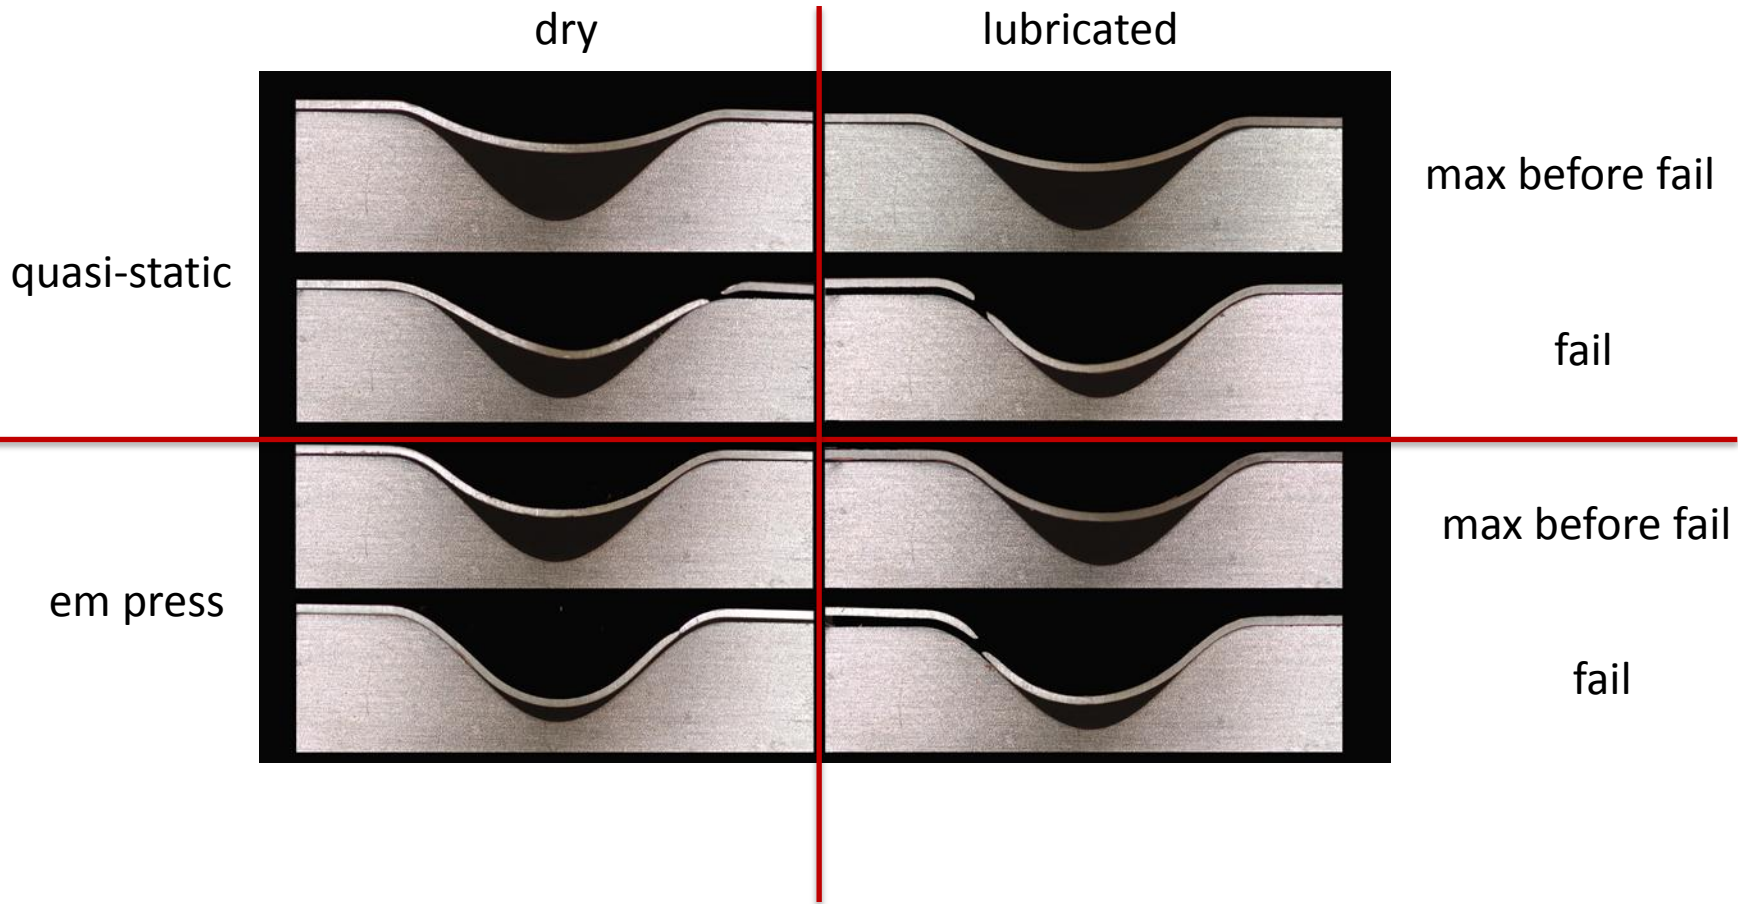 dry
lubricated
max before fail
quasi-static
fail
max before fail
em press
fail